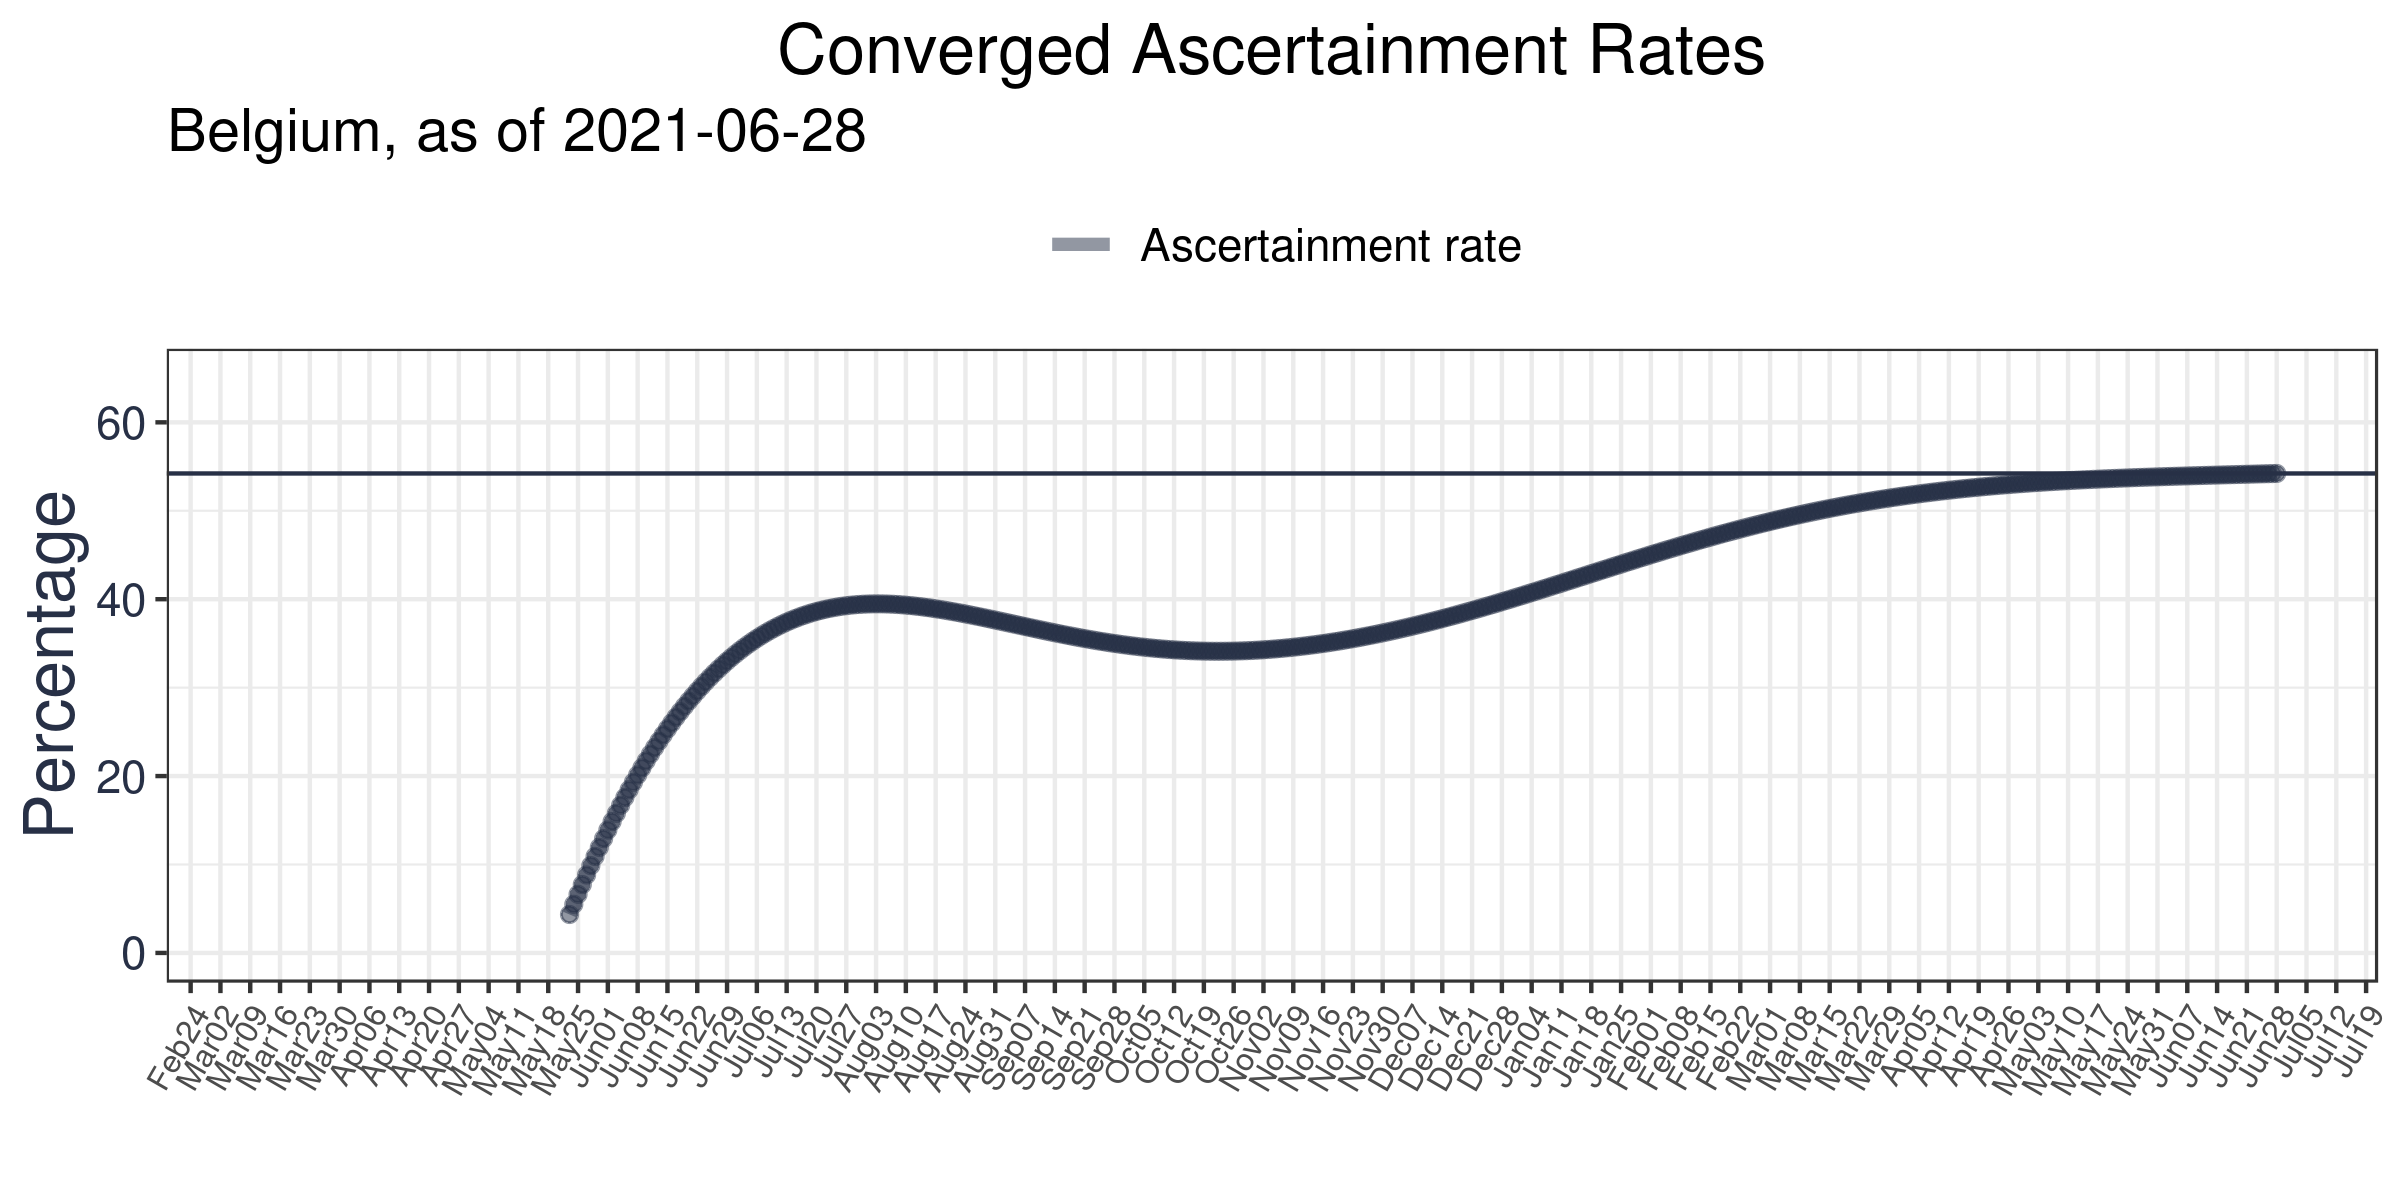 Converged Ascertainment Rates
Belgium, as of 2021-06-28
Ascertainment rate
Percentage
60
40
20
0
Feb24 Mar02 Mar09 Mar16 Mar23 Mar30 Apr06 Apr13 Apr20 Apr27 May04 May11 May18 May25 Jun01 Jun08 Jun15 Jun22 Jun29 Jul06 Jul13 Jul20 Jul27 Aug03 Aug10 Aug17 Aug24 Aug31 Sep07 Sep14 Sep21 Sep28 Oct05 Oct12 Oct19 Oct26 Nov02 Nov09 Nov16 Nov23 Nov30 Dec07 Dec14 Dec21 Dec28 Jan04 Jan11 Jan18 Jan25 Feb01 Feb08 Feb15 Feb22 Mar01 Mar08 Mar15 Mar22 Mar29 Apr05 Apr12 Apr19 Apr26 May03 May10 May17 May24 May31 Jun07 Jun14 Jun21 Jun28 Jul05 Jul12 Jul19